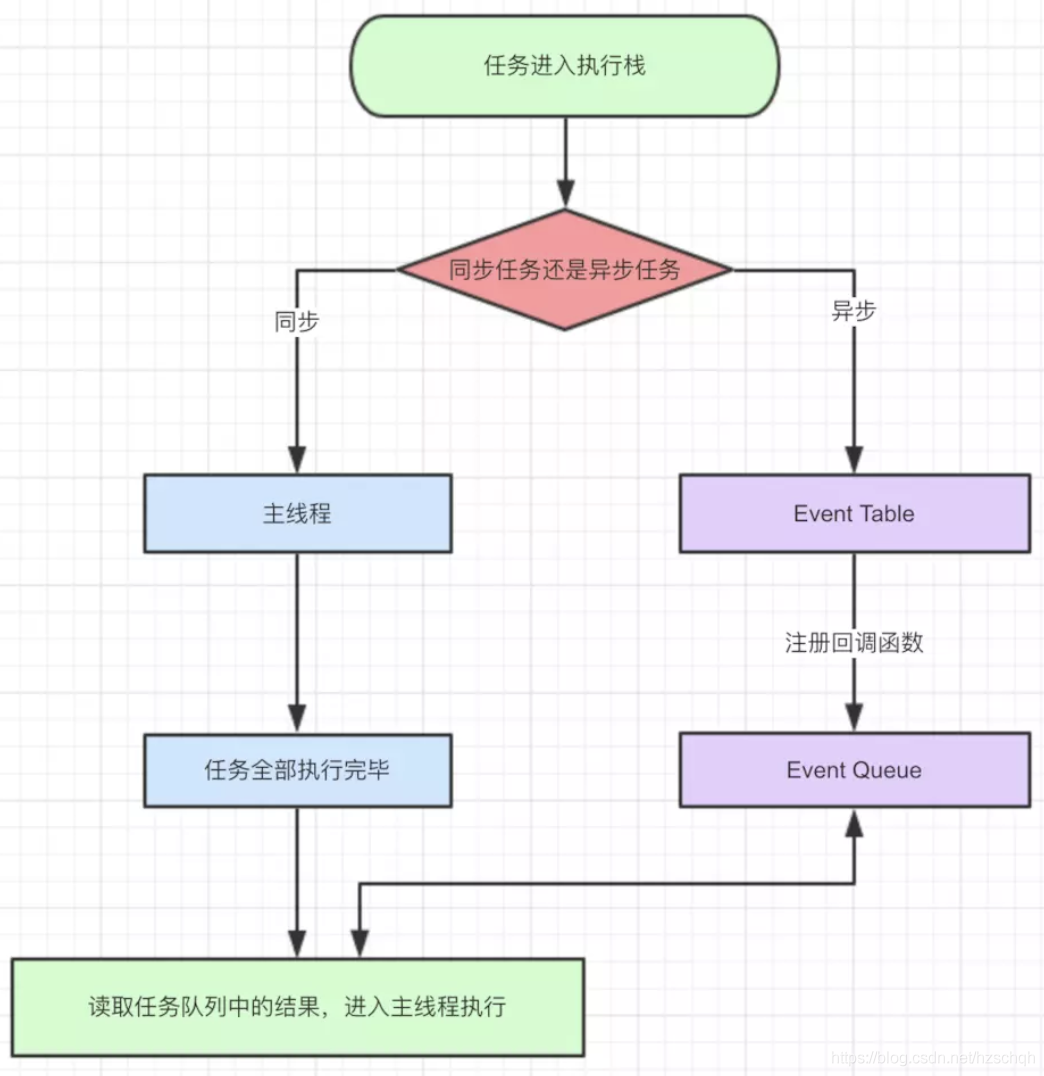 任务进入执行栈
同步任务还是异步任务
同步
异步
主线程
Event Table
注册回调函数
任务全部执行完毕
Event Queue
读取任务队列中的结果，进入主线程执行
https://blog.csdn.net/hzschqh